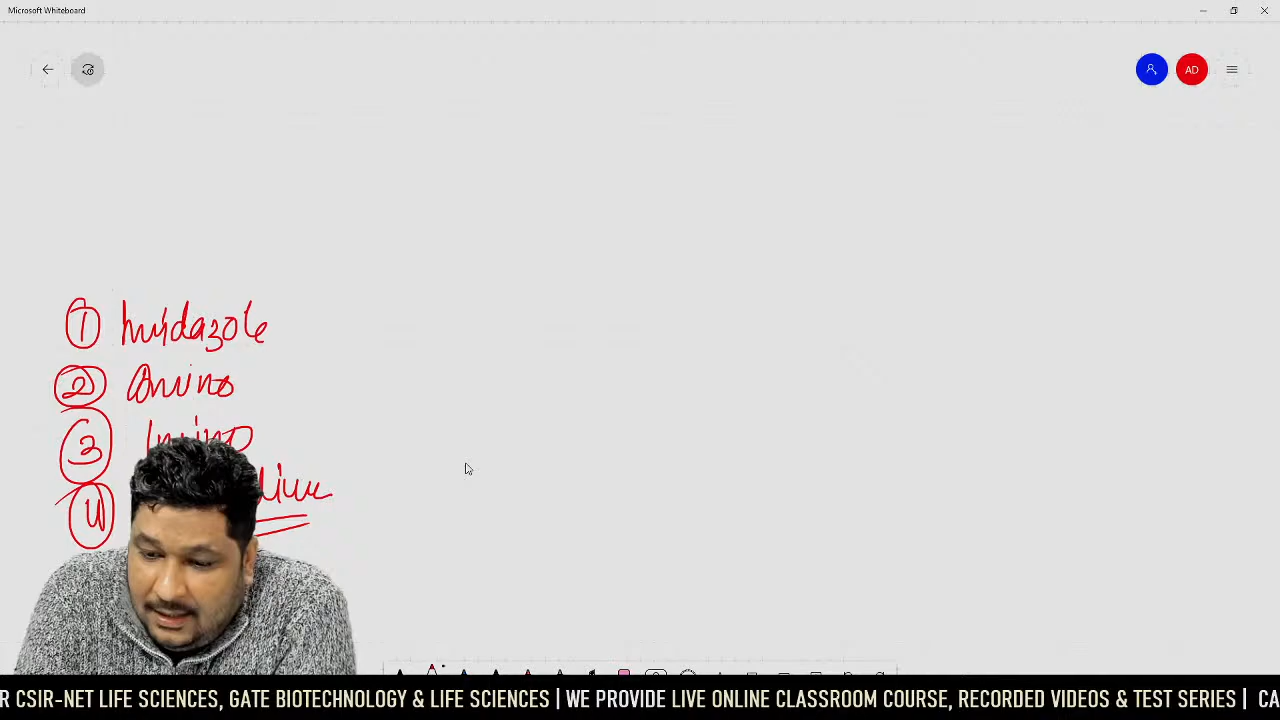 Microsoft Whiteboard
AD
① Imidazole
② Amino
③ Imino
④
R CSIR-NET LIFE SCIENCES, GATE BIOTECHNOLOGY & LIFE SCIENCES | WE PROVIDE LIVE ONLINE CLASSROOM COURSE, RECORDED VIDEOS & TEST SERIES | CA